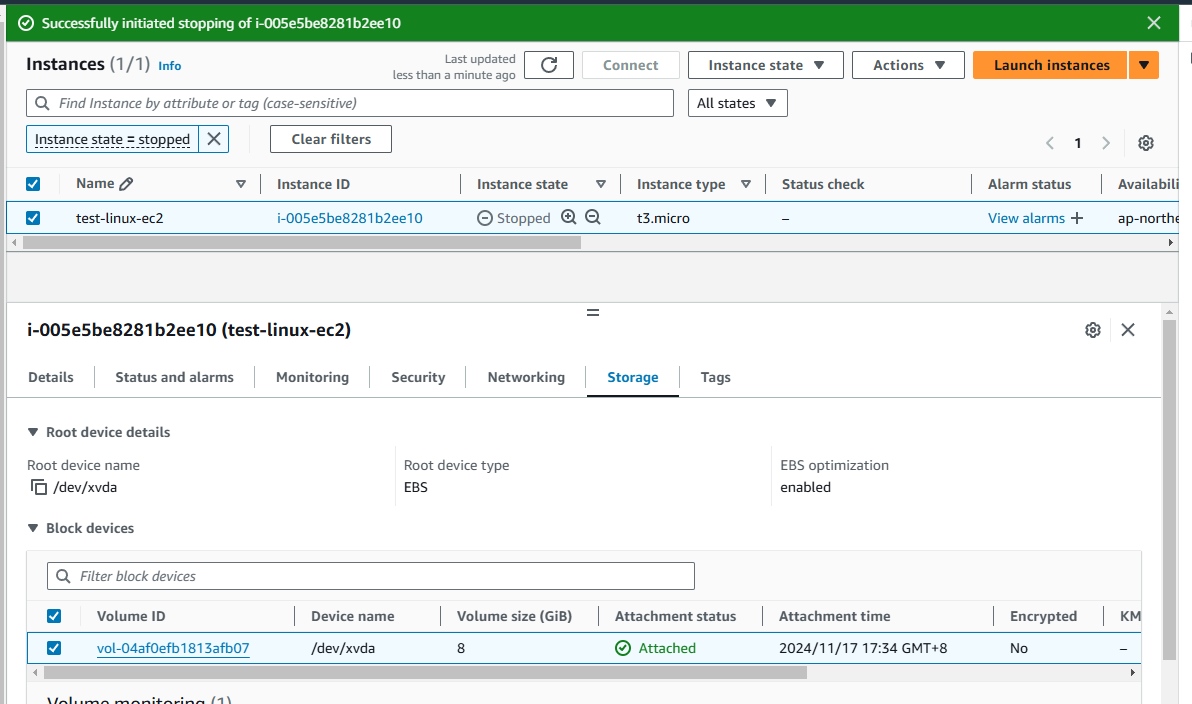 Successfully initiated stopping of i-005e5be8281b2ee10
Instances (1/1) Info
Last updated
less than a minute ago
Connect
Instance state
Actions
Launch instances
Find Instance by attribute or tag (case-sensitive)
All states
Instance state = stopped
Clear filters
1
Name Instance ID Instance state Instance type Status check Alarm status Availabili
test-linux-ec2 i-005e5be8281b2ee10 Stopped t3.micro – View alarms + ap-northe
i-005e5be8281b2ee10 (test-linux-ec2)
Details Status and alarms Monitoring Security Networking Storage Tags
Root device details
Root device name Root device type EBS optimization
/dev/xvda EBS enabled
Block devices
Filter block devices
Volume ID Device name Volume size (GiB) Attachment status Attachment time Encrypted KM
vol-04af0efb1813afb07 /dev/xvda 8 Attached 2024/11/17 17:34 GMT+8 No –
Volume monitoring (1)